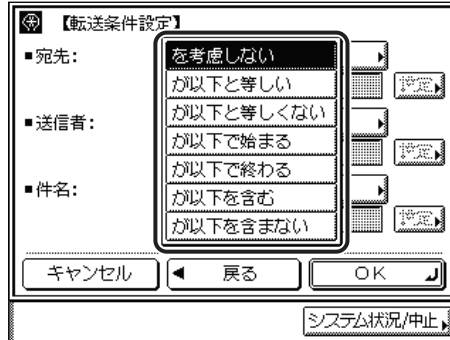 【転送条件設定】
■宛先:
を考慮しない
が以下と等しい
設定
が以下と等しくない
■送信者:
が以下で始まる
設定
が以下で終わる
■件名:
が以下を含む
が以下を含まない
設定
キャンセル
戻る
OK
システム状況/中止